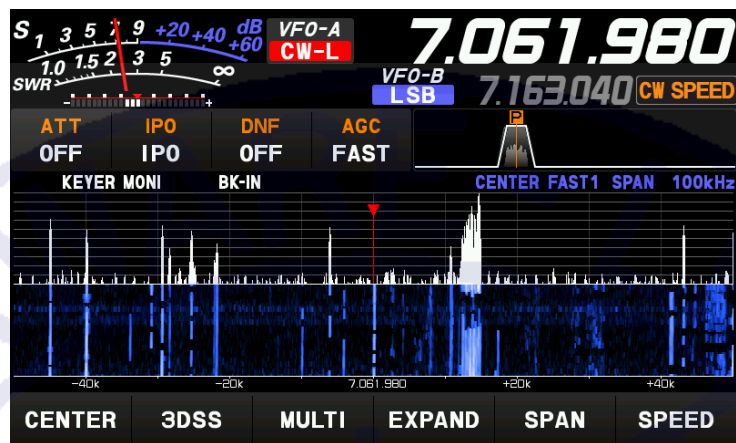 S 1 3 5 7 9 +20 +40 +60 dB
VFO-A
CW-L
7.061.980
SWR 1.0 1.5 2 3 5 ∞
- +
VFO-B
LSB
7.163.040
CW SPEED
ATT IPO DNF AGC
OFF IPO OFF FAST
P
KEYER MONI BK-IN CENTER FAST1 SPAN 100kHz
-40k -20k 7.061.980 +20k +40k
CENTER 3DSS MULTI EXPAND SPAN SPEED